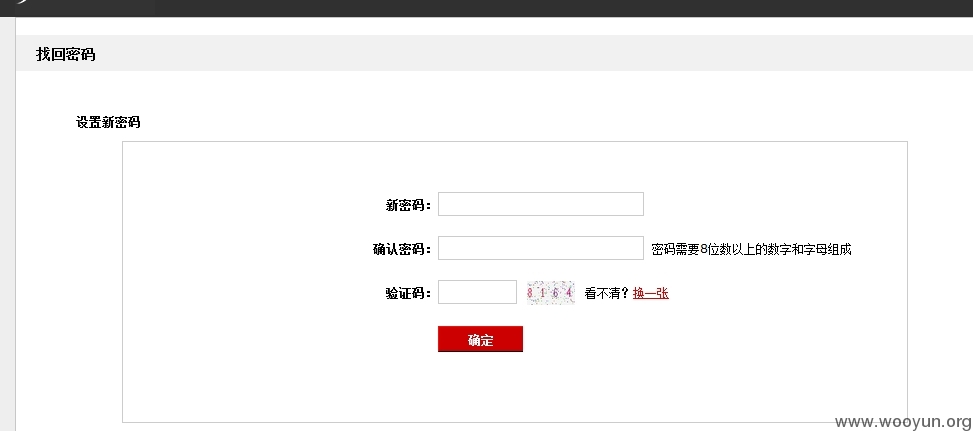 找回密码
设置新密码
新密码：
确认密码： 密码需要8位数以上的数字和字母组成
验证码： 8164 看不清？换一张
确定
www.wooyun.org